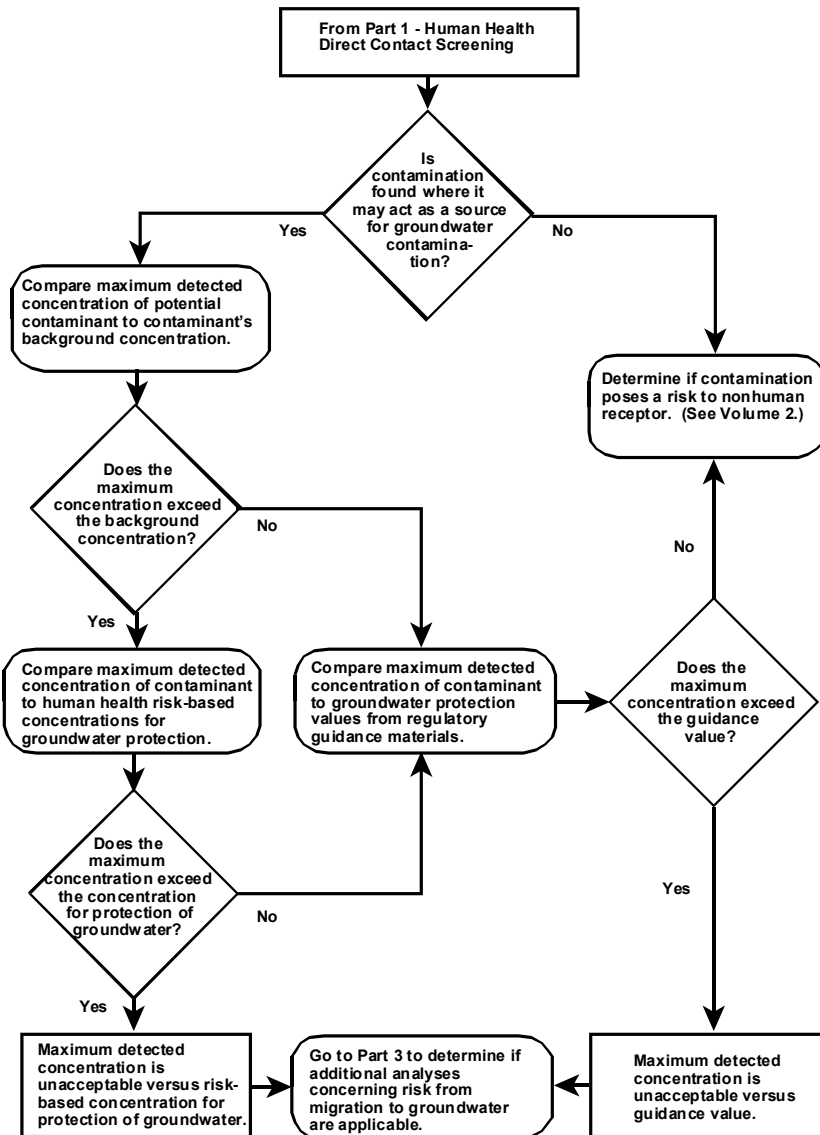 From Part 1 - Human Health
Direct Contact Screening
Is
contamination
found where it
may act as a source
for groundwater
contamina-
tion?
Yes
No
Compare maximum detected
concentration of potential
contaminant to contaminant’s
background concentration.
Determine if contamination
poses a risk to nonhuman
receptor. (See Volume 2.)
Does the
maximum
concentration exceed
the background
concentration?
No
Yes
No
Compare maximum detected
concentration of contaminant
to human health risk-based
concentrations for
groundwater protection.
Compare maximum detected
concentration of contaminant
to groundwater protection
values from regulatory
guidance materials.
Does the
maximum
concentration exceed
the guidance
value?
Does the
maximum
concentration exceed
the concentration
for protection of
groundwater?
No
Yes
Yes
Maximum detected
concentration is
unacceptable versus risk-
based concentration for
protection of groundwater.
Go to Part 3 to determine if
additional analyses
concerning risk from
migration to groundwater
are applicable.
Maximum detected
concentration is
unacceptable versus
guidance value.